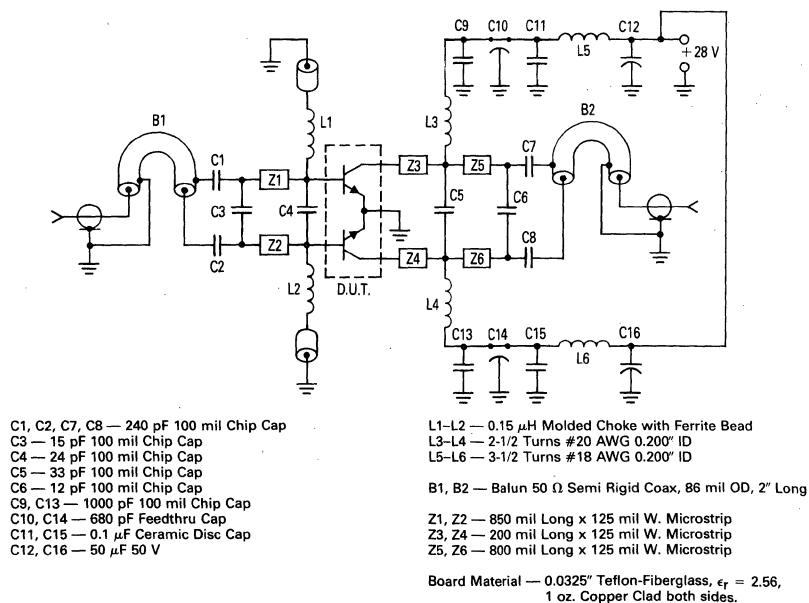 C9 C10 C11 C12
L5
+ 28 V
B1 L1 L3 B2
C1 Z1 Z3 Z5 C7
C3 C4 C5 C6
C2 Z2 Z4 Z6 C8
L2 D.U.T. L4
C13 C14 C15 C16
L6
C1, C2, C7, C8 — 240 pF 100 mil Chip Cap
C3 — 15 pF 100 mil Chip Cap
C4 — 24 pF 100 mil Chip Cap
C5 — 33 pF 100 mil Chip Cap
C6 — 12 pF 100 mil Chip Cap
C9, C13 — 1000 pF 100 mil Chip Cap
C10, C14 — 680 pF Feedthru Cap
C11, C15 — 0.1 μF Ceramic Disc Cap
C12, C16 — 50 μF 50 V
L1–L2 — 0.15 μH Molded Choke with Ferrite Bead
L3–L4 — 2-1/2 Turns #20 AWG 0.200" ID
L5–L6 — 3-1/2 Turns #18 AWG 0.200" ID
B1, B2 — Balun 50 Ω Semi Rigid Coax, 86 mil OD, 2" Long
Z1, Z2 — 850 mil Long x 125 mil W. Microstrip
Z3, Z4 — 200 mil Long x 125 mil W. Microstrip
Z5, Z6 — 800 mil Long x 125 mil W. Microstrip
Board Material — 0.0325" Teflon-Fiberglass, εr = 2.56,
1 oz. Copper Clad both sides.